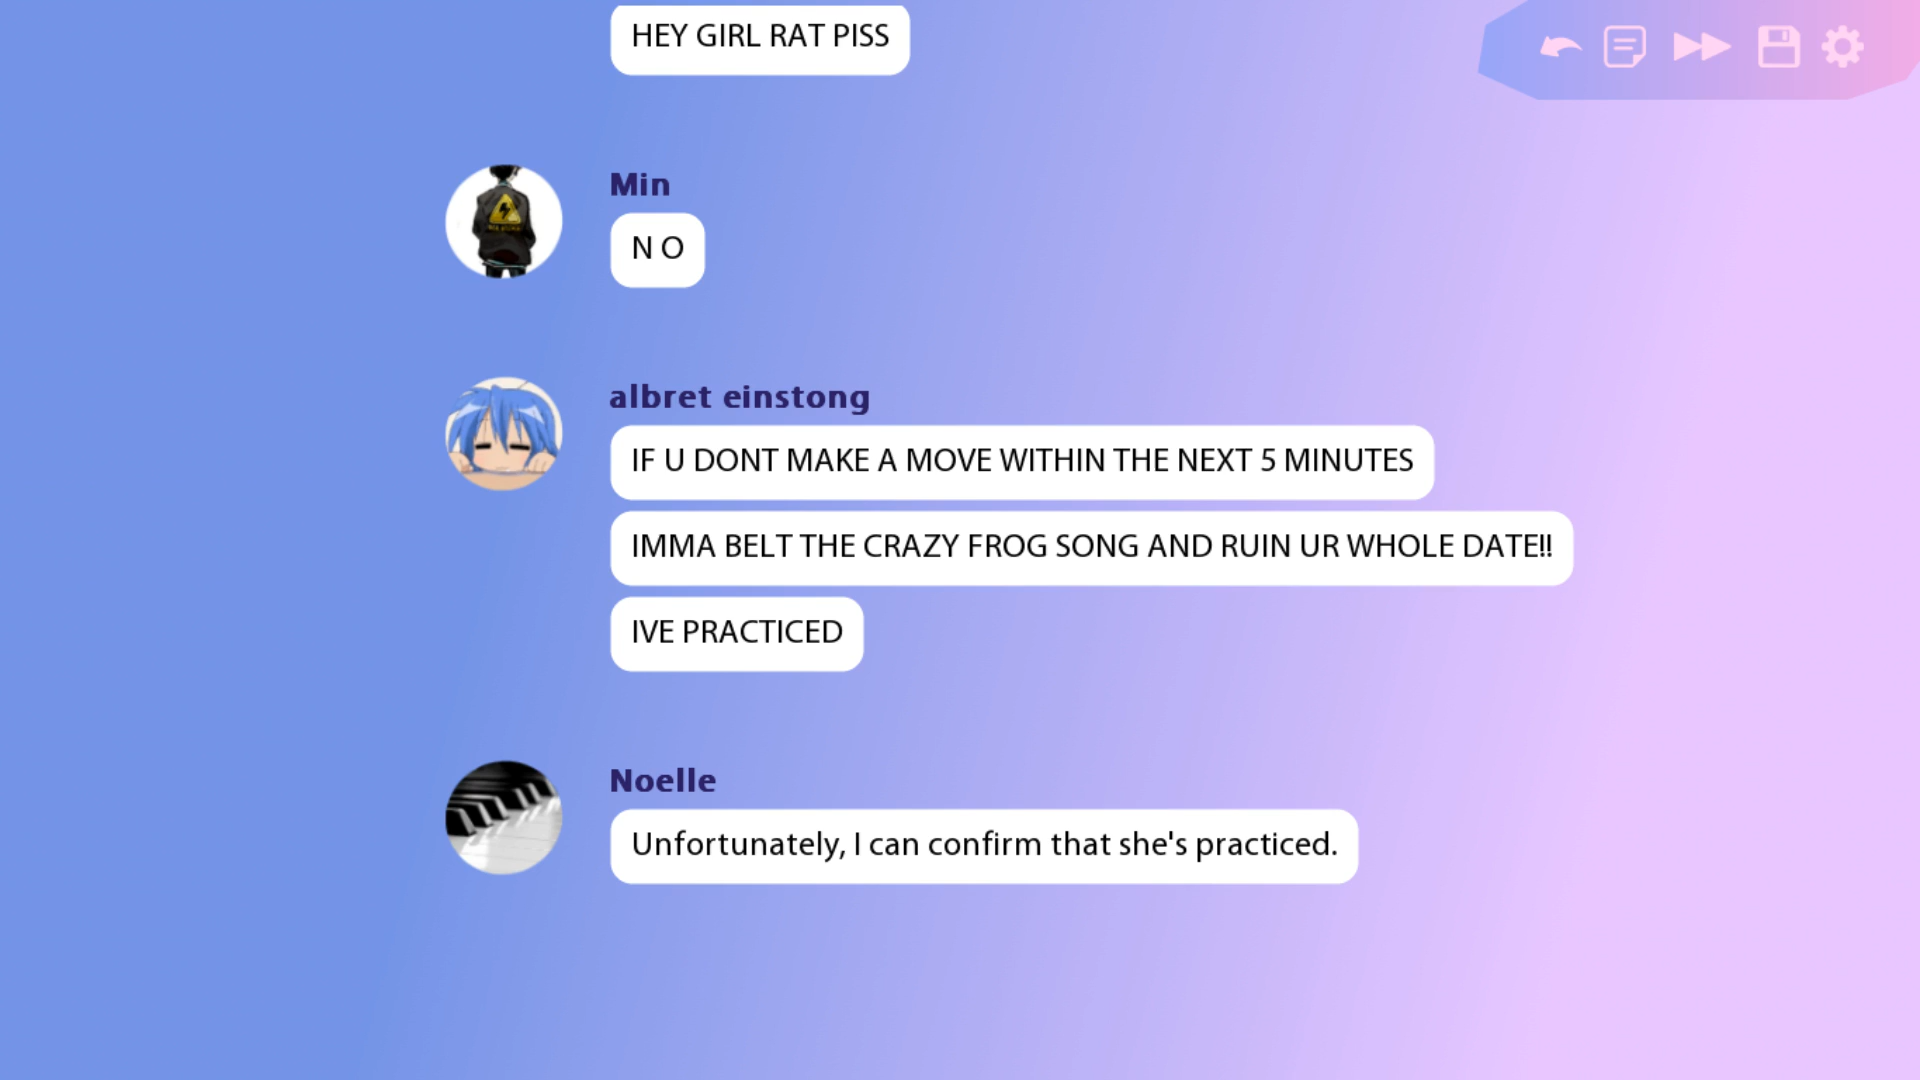 HEY GIRL RAT PISS
Min
N O
albret einstong
IF U DONT MAKE A MOVE WITHIN THE NEXT 5 MINUTES
IMMA BELT THE CRAZY FROG SONG AND RUIN UR WHOLE DATE!!
IVE PRACTICED
Noelle
Unfortunately, I can confirm that she's practiced.